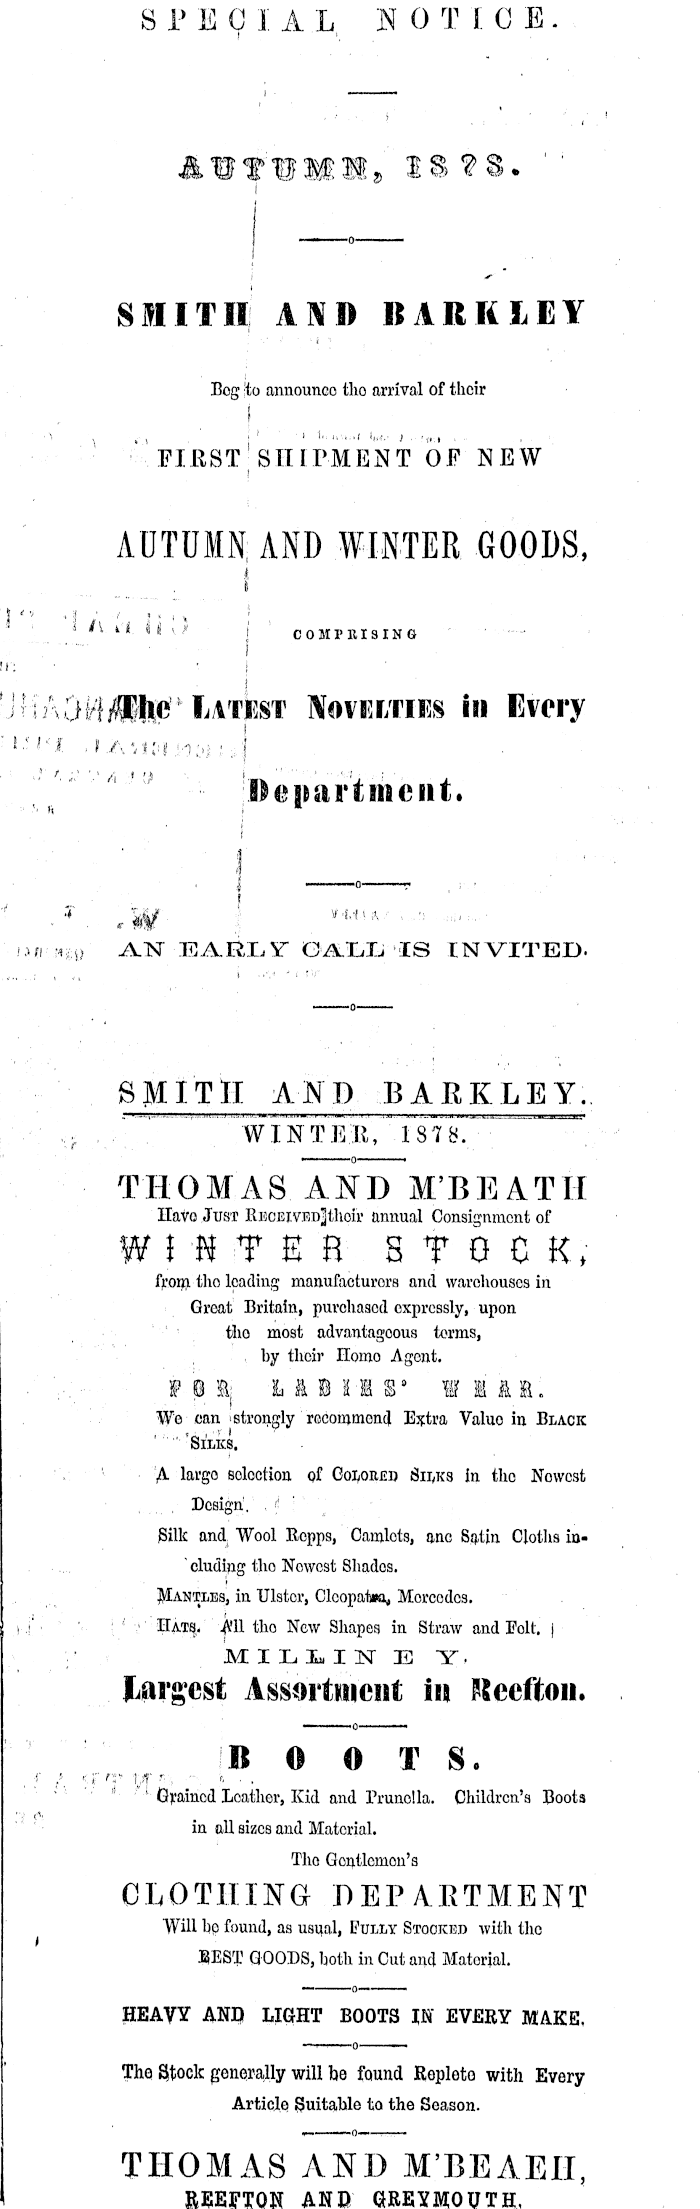 SPECIAL NOTICE.
AUTUMN, 1878.
SMITH AND BARKLEY
Beg to announce the arrival of their
FIRST SHIPMENT OF NEW
AUTUMN AND WINTER GOODS,
COMPRISING
The LATEST NOVELTIES in Every
Department.
AN EARLY CALL IS INVITED.
SMITH AND BARKLEY.
WINTER, 1878.
THOMAS AND M'BEATH
Have JUST RECEIVED their annual Consignment of
WINTER STOCK,
from the leading manufacturers and warehouses in
Great Britain, purchased expressly, upon
the most advantageous terms,
by their Home Agent.
FOR LADIES' WEAR.
We can strongly recommend Extra Value in BLACK
SILKS.
A large selection of COLORED SILKS in the Newest
Design.
Silk and Wool Repps, Camlets, anc Satin Cloths in-
cluding the Newest Shades.
MANTLES, in Ulster, Cleopatra, Mercedes.
HATS. All the New Shapes in Straw and Felt.
MILLINEY.
Largest Assortment in Reefton.
BOOTS.
Grained Leather, Kid and Prunella. Children's Boots
in all sizes and Material.
The Gentlemen's
CLOTHING DEPARTMENT
Will be found, as usual, FULLY STOCKED with the
BEST GOODS, both in Cut and Material.
HEAVY AND LIGHT BOOTS IN EVERY MAKE.
The Stock generally will be found Replete with Every
Article Suitable to the Season.
THOMAS AND M'BEAEH,
REEFTON AND GREYMOUTH.